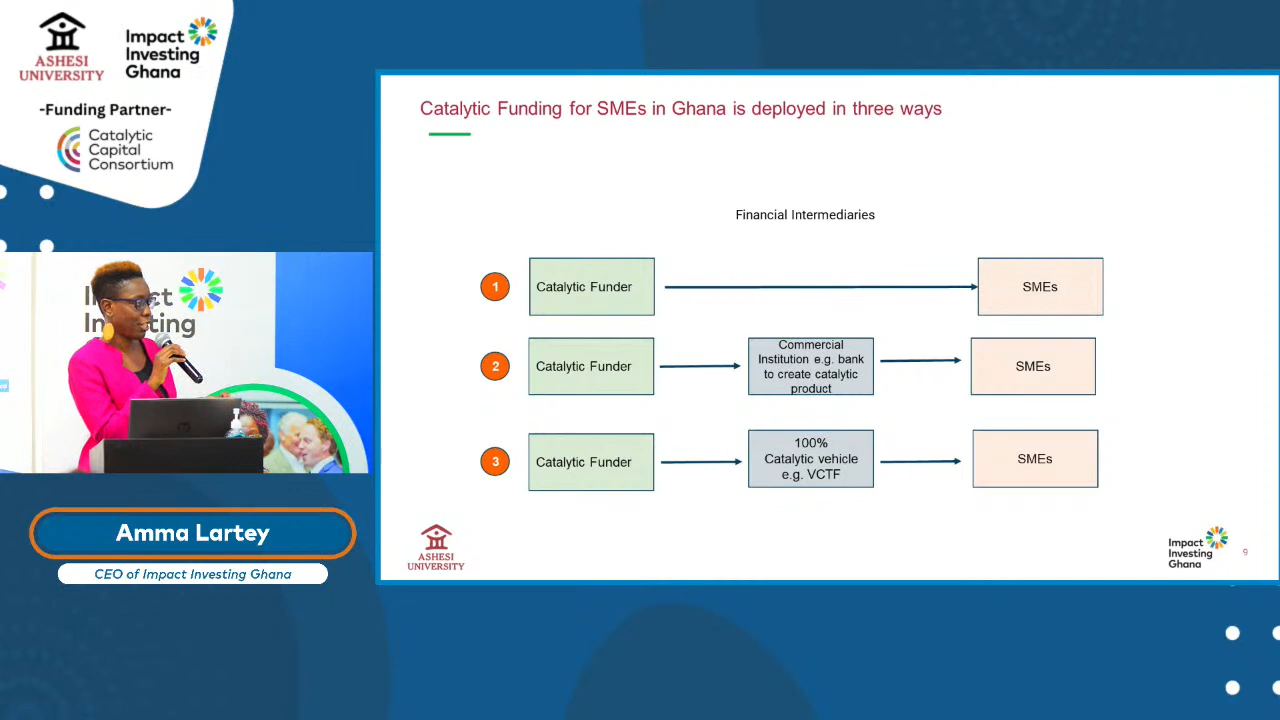 ASHESI
UNIVERSITY
Impact
Investing
Ghana
-Funding Partner-
Catalytic
Capital
Consortium
Catalytic Funding for SMEs in Ghana is deployed in three ways
Financial Intermediaries
1
Catalytic Funder
SMEs
2
Catalytic Funder
Commercial
Institution e.g. bank
to create catalytic
product
SMEs
3
Catalytic Funder
100%
Catalytic vehicle
e.g. VCTF
SMEs
ASHESI
UNIVERSITY
Impact
Investing
Ghana
9
Amma Lartey
CEO of Impact Investing Ghana